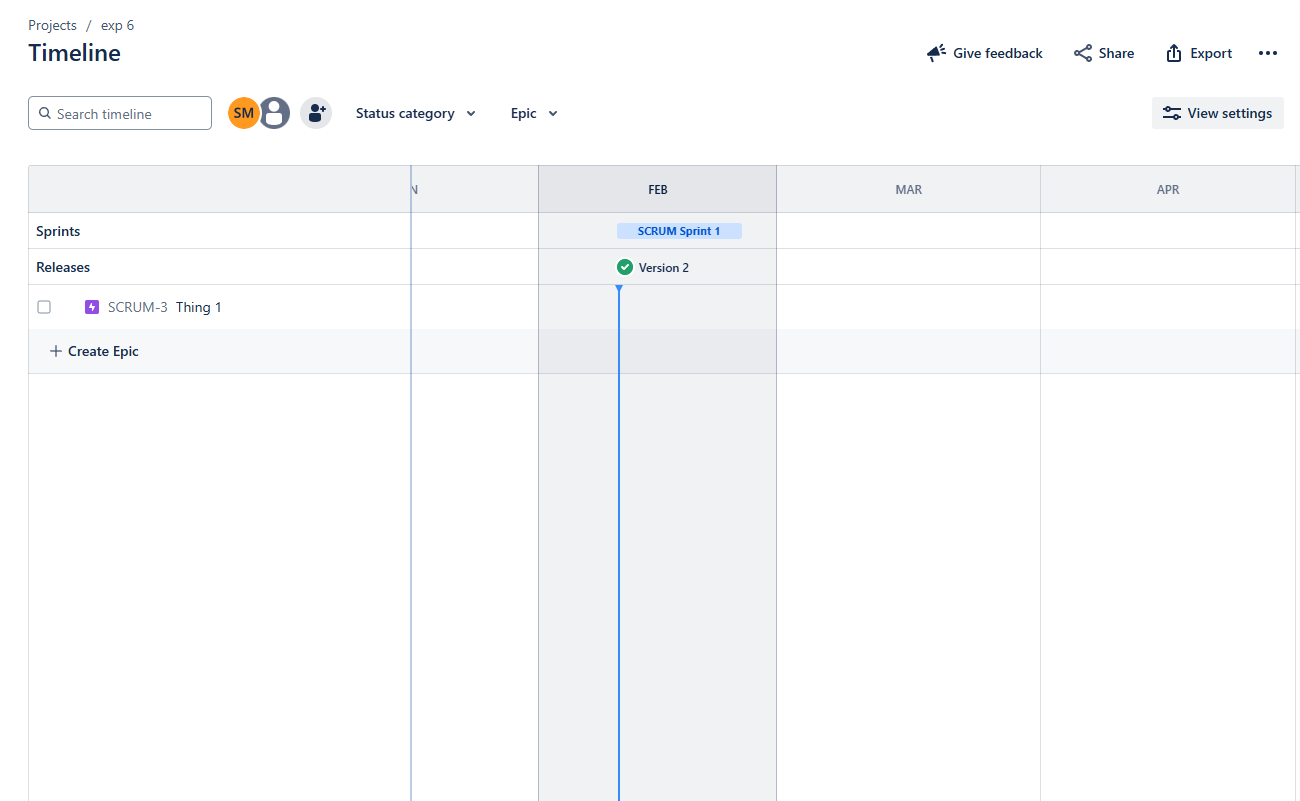 Projects / exp 6
Timeline
Give feedback
Share
Export
Search timeline
SM
Status category
Epic
View settings
N
FEB
MAR
APR
Sprints
SCRUM Sprint 1
Releases
Version 2
SCRUM-3 Thing 1
+ Create Epic